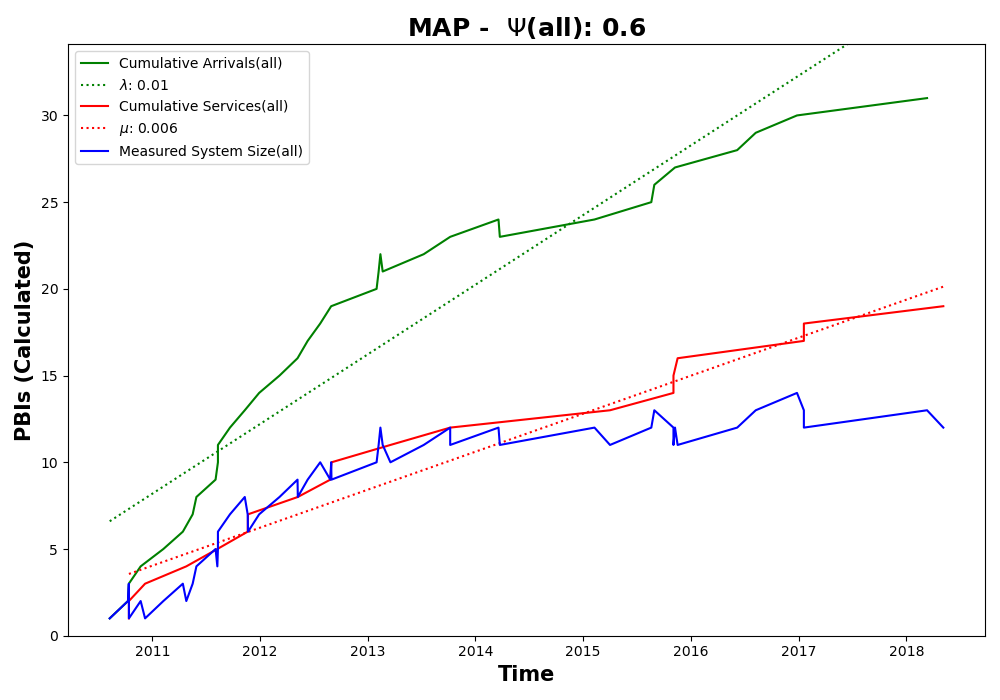 MAP - Ψ(all): 0.6
Cumulative Arrivals(all)
λ: 0.01
Cumulative Services(all)
μ: 0.006
Measured System Size(all)
PBIs (Calculated)
30
25
20
15
10
5
0
2011 2012 2013 2014 2015 2016 2017 2018
Time